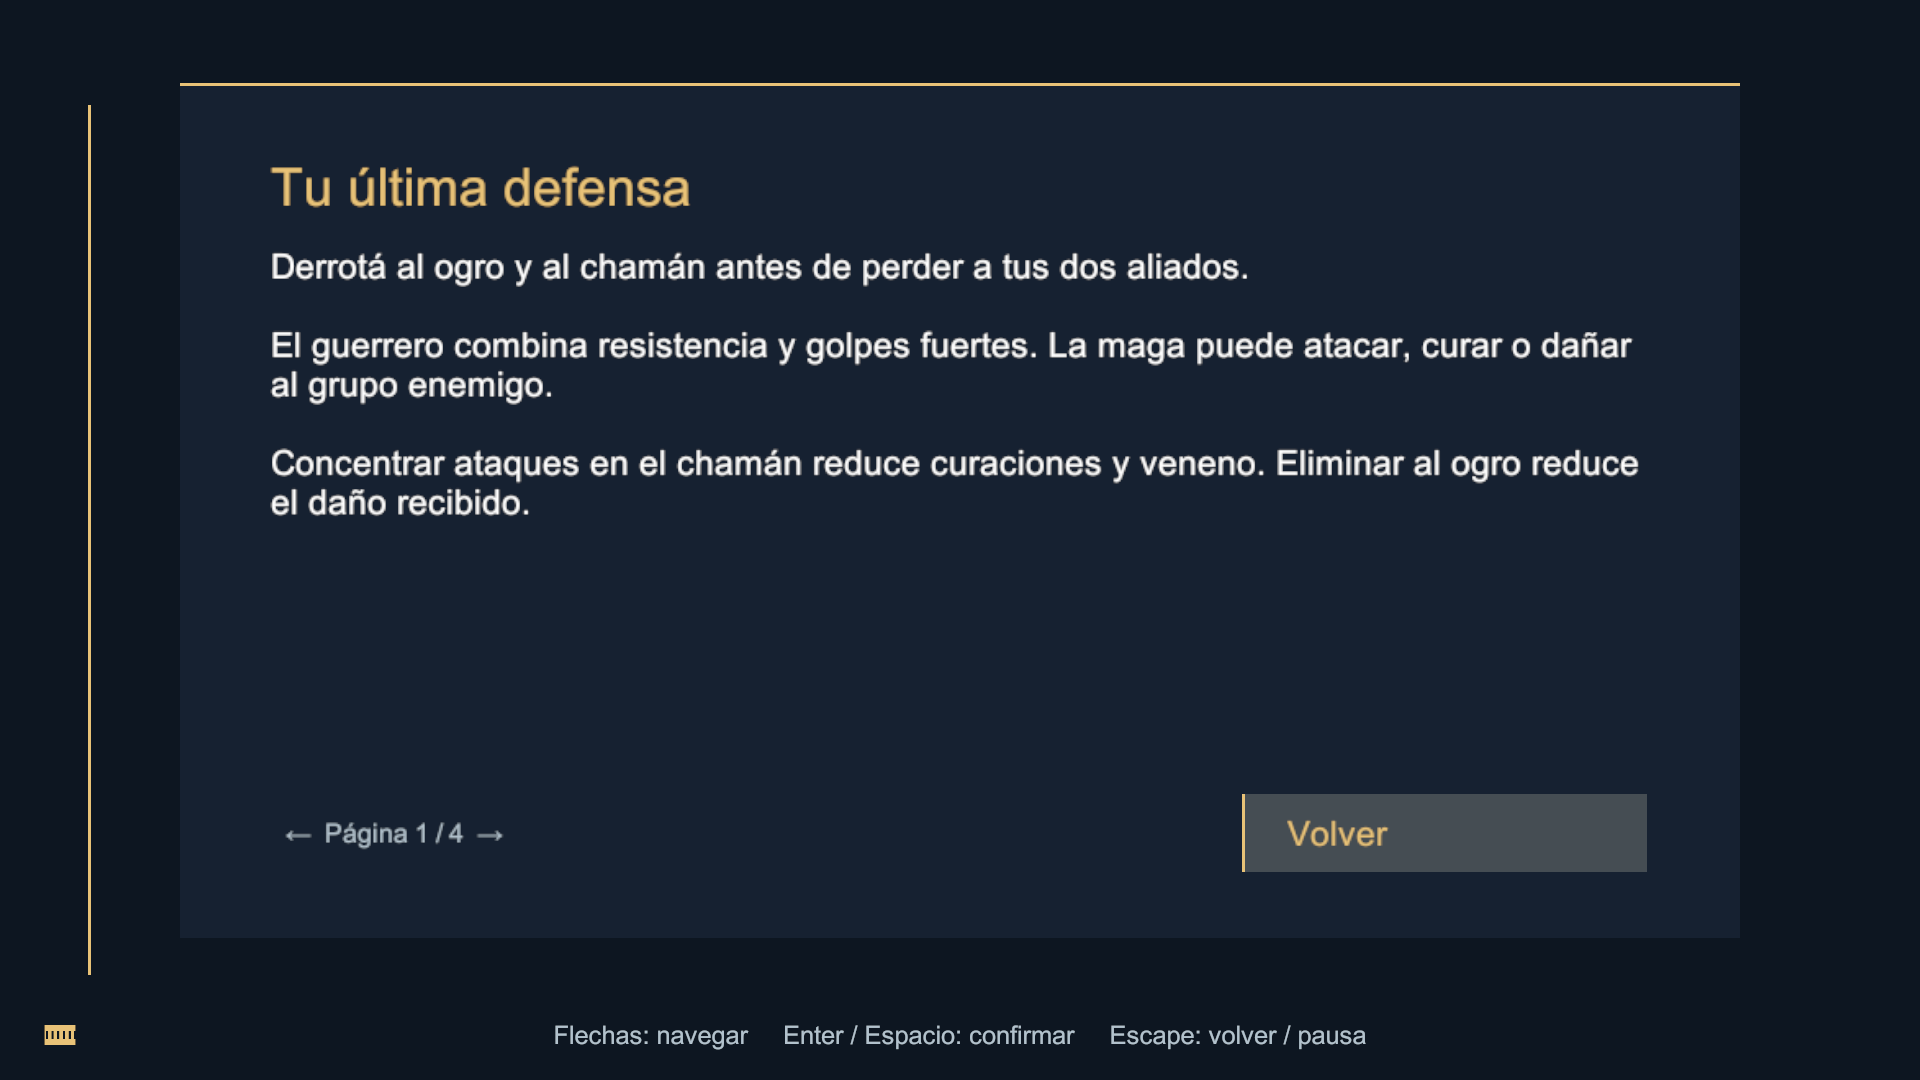 Tu última defensa
Derrotá al ogro y al chamán antes de perder a tus dos aliados.
El guerrero combina resistencia y golpes fuertes. La maga puede atacar, curar o dañar
al grupo enemigo.
Concentrar ataques en el chamán reduce curaciones y veneno. Eliminar al ogro reduce
el daño recibido.
← Página 1 / 4 →
Volver
Flechas: navegar Enter / Espacio: confirmar Escape: volver / pausa